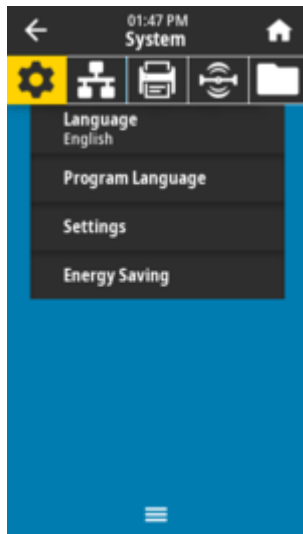 01:47 PM
System
Language
English
Program Language
Settings
Energy Saving